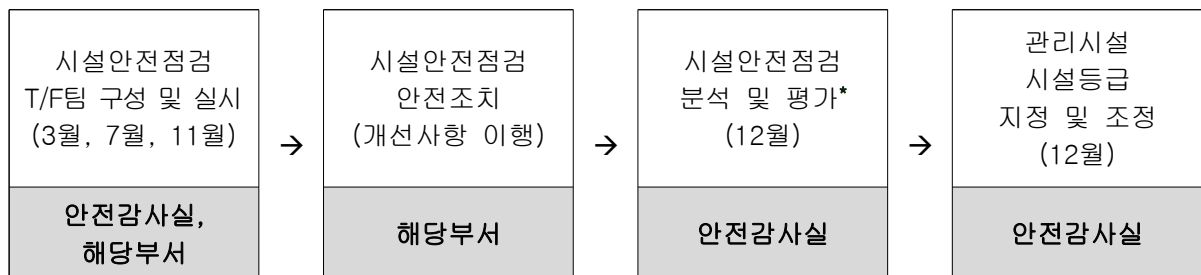 시설안전점검
T/F팀 구성 및 실시
(3월, 7월, 11월)
안전감사실,
해당부서
→
시설안전점검
안전조치
(개선사항 이행)
해당부서
→
시설안전점검
분석 및 평가*
(12월)
안전감사실
→
관리시설
시설등급
지정 및 조정
(12월)
안전감사실